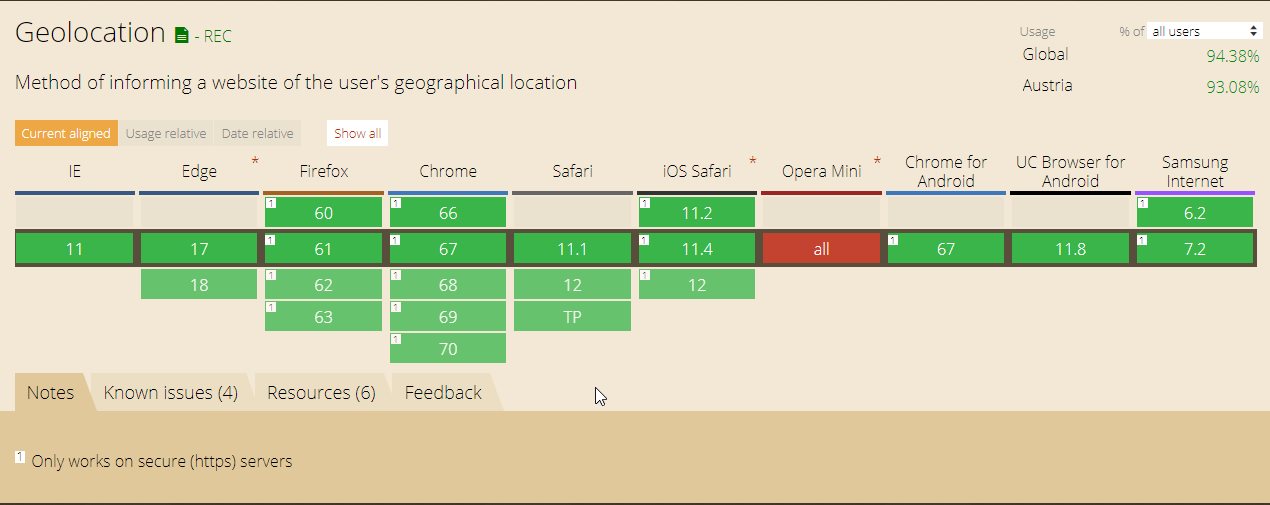 Geolocation - REC
Usage % of all users
Global 94.38%
Method of informing a website of the user's geographical location
Austria 93.08%
Current aligned Usage relative Date relative Show all
IE Edge * Firefox Chrome Safari iOS Safari * Opera Mini * Chrome for Android UC Browser for Android Samsung Internet
1 60 1 66 1 11.2 1 6.2
11 17 1 61 1 67 11.1 1 11.4 all 1 67 11.8 1 7.2
18 1 62 1 68 12 1 12
1 63 1 69 TP
1 70
Notes Known issues (4) Resources (6) Feedback
1 Only works on secure (https) servers